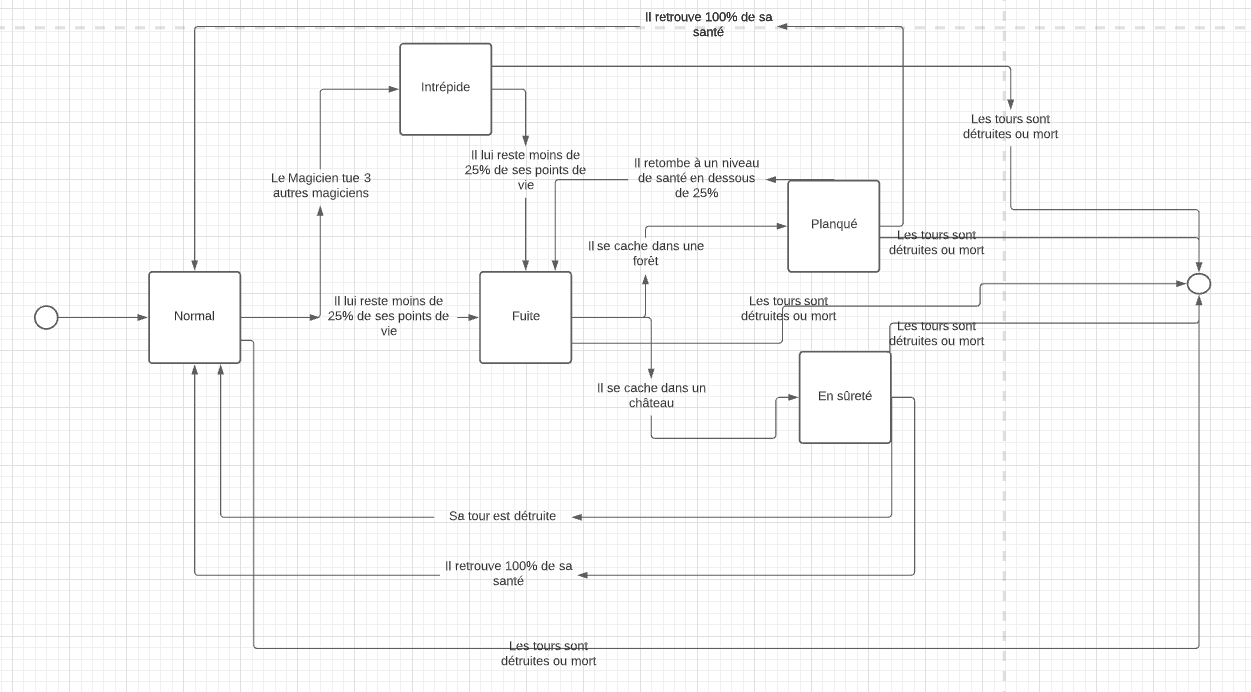 Il retrouve 100% de sa
santé
Intrépide
Les tours sont
détruites ou mort
Il lui reste moins de
25% de ses points de
vie
Il retombe à un niveau
de santé en dessous
de 25%
Le Magicien tue 3
autres magiciens
Planqué
Les tours sont
détruites ou mort
Il se cache dans une
forêt
Normal
Il lui reste moins de
25% de ses points de
vie
Fuite
Les tours sont
détruites ou mort
Les tours sont
détruites ou mort
Il se cache dans un
château
En sûreté
Sa tour est détruite
Il retrouve 100% de sa
santé
Les tours sont
détruites ou mort